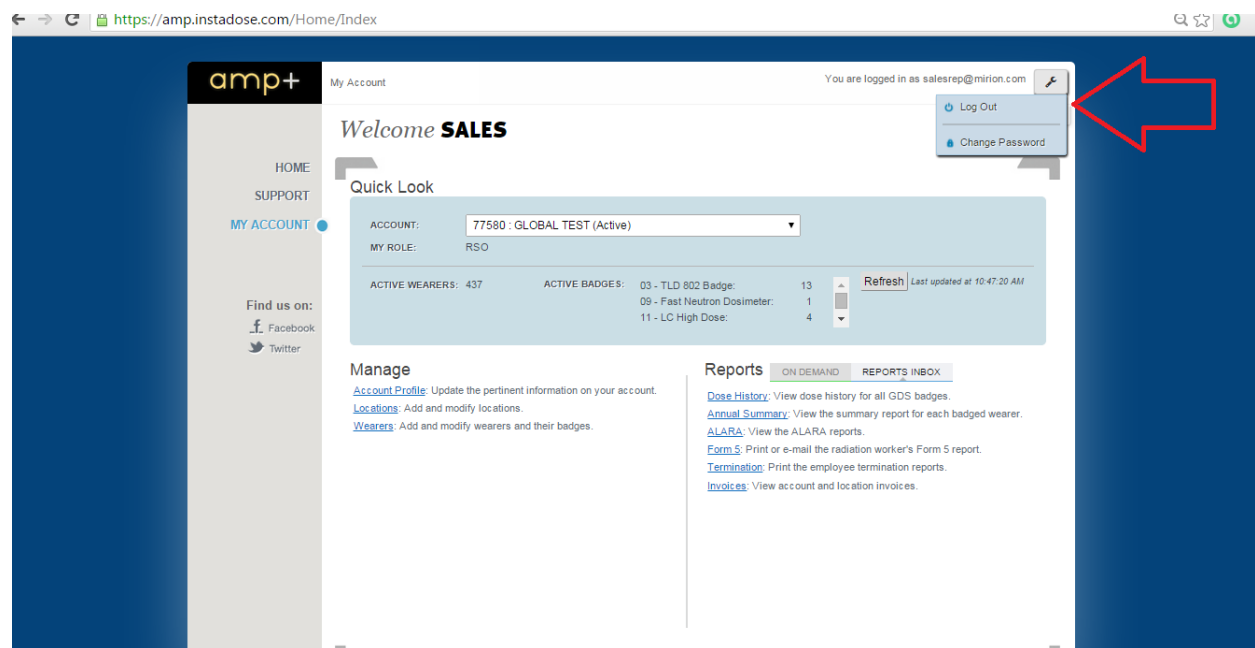 https://amp.instadose.com/Home/Index
amp+
My Account
You are logged in as salesrep@mirion.com
Log Out
Change Password
Welcome SALES
HOME
SUPPORT
MY ACCOUNT
Find us on:
Facebook
Twitter
Quick Look
ACCOUNT: 77580 : GLOBAL TEST (Active)
MY ROLE: RSO
ACTIVE WEARERS: 437
ACTIVE BADGES:
03 - TLD 802 Badge: 13
09 - Fast Neutron Dosimeter: 1
11 - LC High Dose: 4
Refresh Last updated at 10:47:20 AM
Manage
Account Profile: Update the pertinent information on your account.
Locations: Add and modify locations.
Wearers: Add and modify wearers and their badges.
Reports ON DEMAND REPORTS INBOX
Dose History: View dose history for all GDS badges.
Annual Summary: View the summary report for each badged wearer.
ALARA: View the ALARA reports.
Form 5: Print or e-mail the radiation worker's Form 5 report.
Termination: Print the employee termination reports.
Invoices: View account and location invoices.